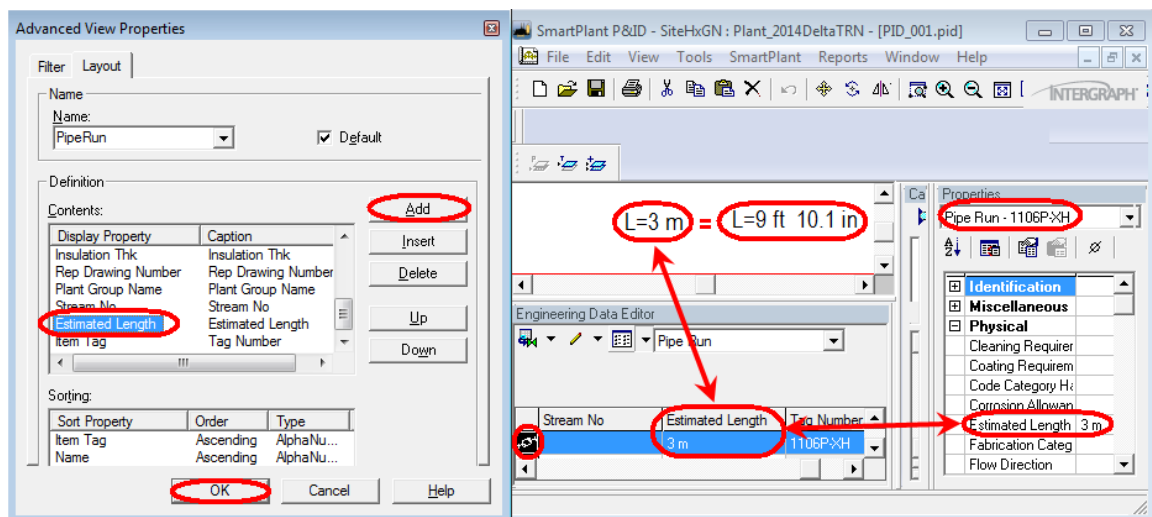 Advanced View Properties
Filter Layout
Name
Name:
PipeRun
Default
Definition
Contents:
Display Property Caption
Insulation Thk Insulation Thk
Rep Drawing Number Rep Drawing Number
Plant Group Name Plant Group Name
Stream No Stream No
Estimated Length Estimated Length
Item Tag Tag Number
Add
Insert
Delete
Up
Down
Sorting:
Sort Property Order Type
Item Tag Ascending AlphaNu...
Name Ascending AlphaNu...
OK Cancel Help
SmartPlant P&ID - SiteHxGN : Plant_2014DeltaTRN - [PID_001.pid]
File Edit View Tools SmartPlant Reports Window Help
INTERGRAPH
L=3 m = L=9 ft 10.1 in
Engineering Data Editor
Pipe Run
Stream No Estimated Length Tag Number
3 m 1106P-XH
Ca
Properties
Pipe Run - 1106P-XH
Identification
Miscellaneous
Physical
Cleaning Requirer
Coating Requirem
Code Category Ha
Corrosion Allowan
Estimated Length 3 m
Fabrication Categ
Flow Direction